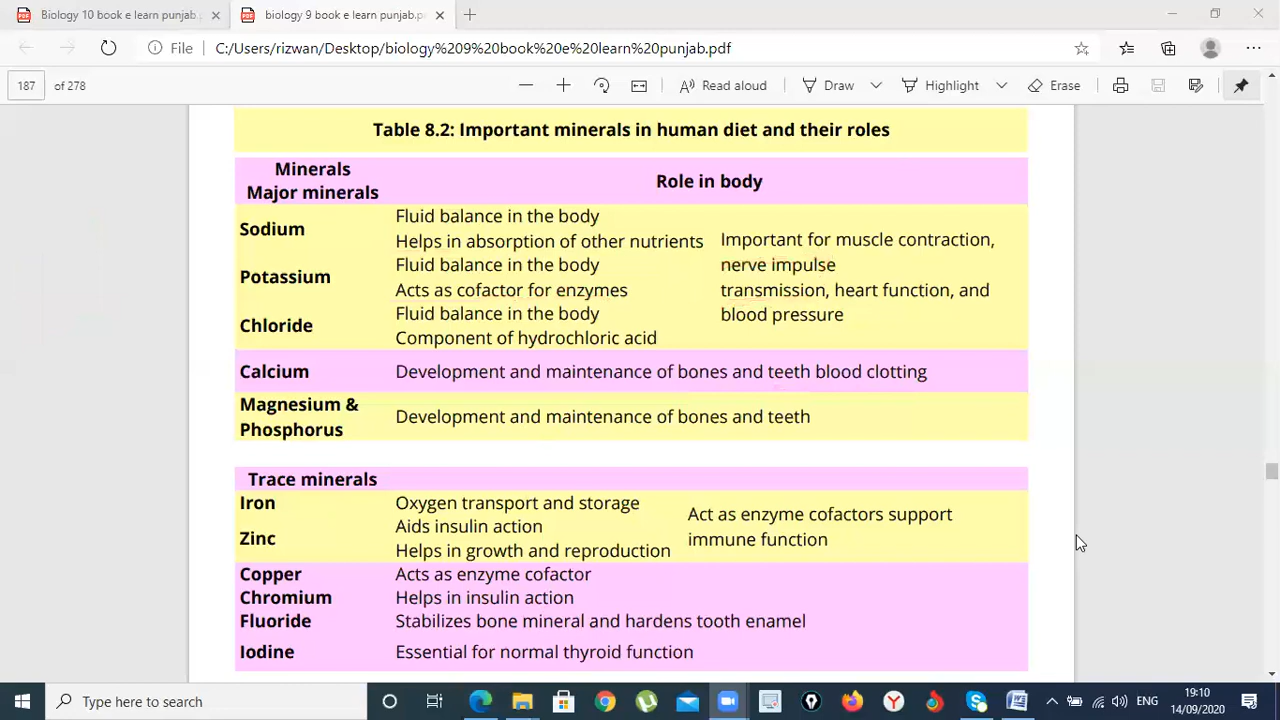 Biology 10 book e learn punjab.p
biology 9 book e learn punjab.pe
File
C:/Users/rizwan/Desktop/biology%209%20book%20e%20learn%20punjab.pdf
187 of 278
Read aloud
Draw
Highlight
Erase
Table 8.2: Important minerals in human diet and their roles
Minerals
Major minerals
Role in body
Sodium
Fluid balance in the body
Helps in absorption of other nutrients
Potassium
Fluid balance in the body
Acts as cofactor for enzymes
Chloride
Fluid balance in the body
Component of hydrochloric acid
Important for muscle contraction,
nerve impulse
transmission, heart function, and
blood pressure
Calcium
Development and maintenance of bones and teeth blood clotting
Magnesium &
Phosphorus
Development and maintenance of bones and teeth
Trace minerals
Iron
Oxygen transport and storage
Zinc
Aids insulin action
Helps in growth and reproduction
Act as enzyme cofactors support
immune function
Copper
Acts as enzyme cofactor
Chromium
Helps in insulin action
Fluoride
Stabilizes bone mineral and hardens tooth enamel
Iodine
Essential for normal thyroid function
Type here to search
ENG
19:10
14/09/2020